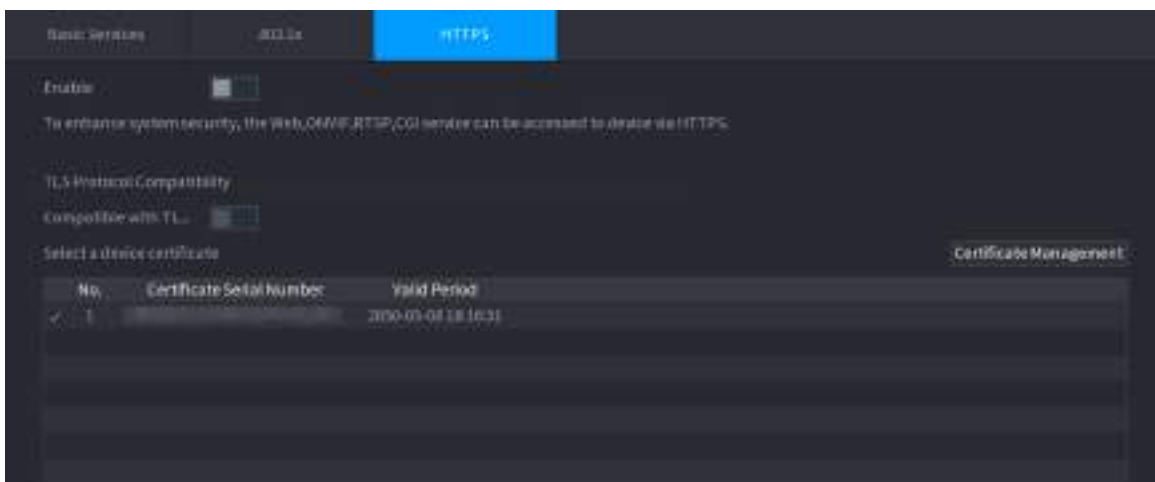 Basic Services 802.1x HTTPS
Enable
To enhance system security, the Web,ONVIF,RTSP,CGI service can be accessed to device via HTTPS.
TLS Protocol Compatibility
Compatible with TL...
Select a device certificate Certificate Management
No. Certificate Serial Number Valid Period
1 2050-05-08 18:10:31